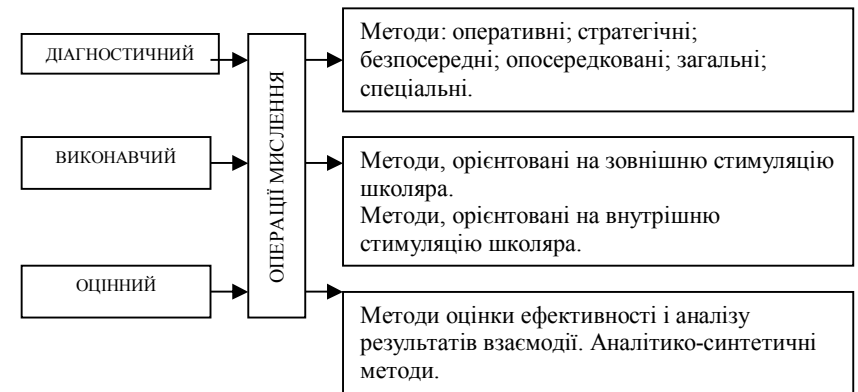 ДІАГНОСТИЧНИЙ
ВИКОНАВЧИЙ
ОЦІННИЙ
ОПЕРАЦІЇ МИСЛЕННЯ
Методи: оперативні; стратегічні;
безпосередні; опосередковані; загальні;
спеціальні.
Методи, орієнтовані на зовнішню стимуляцію
школяра.
Методи, орієнтовані на внутрішню
стимуляцію школяра.
Методи оцінки ефективності і аналізу
результатів взаємодії. Аналітико-синтетичні
методи.